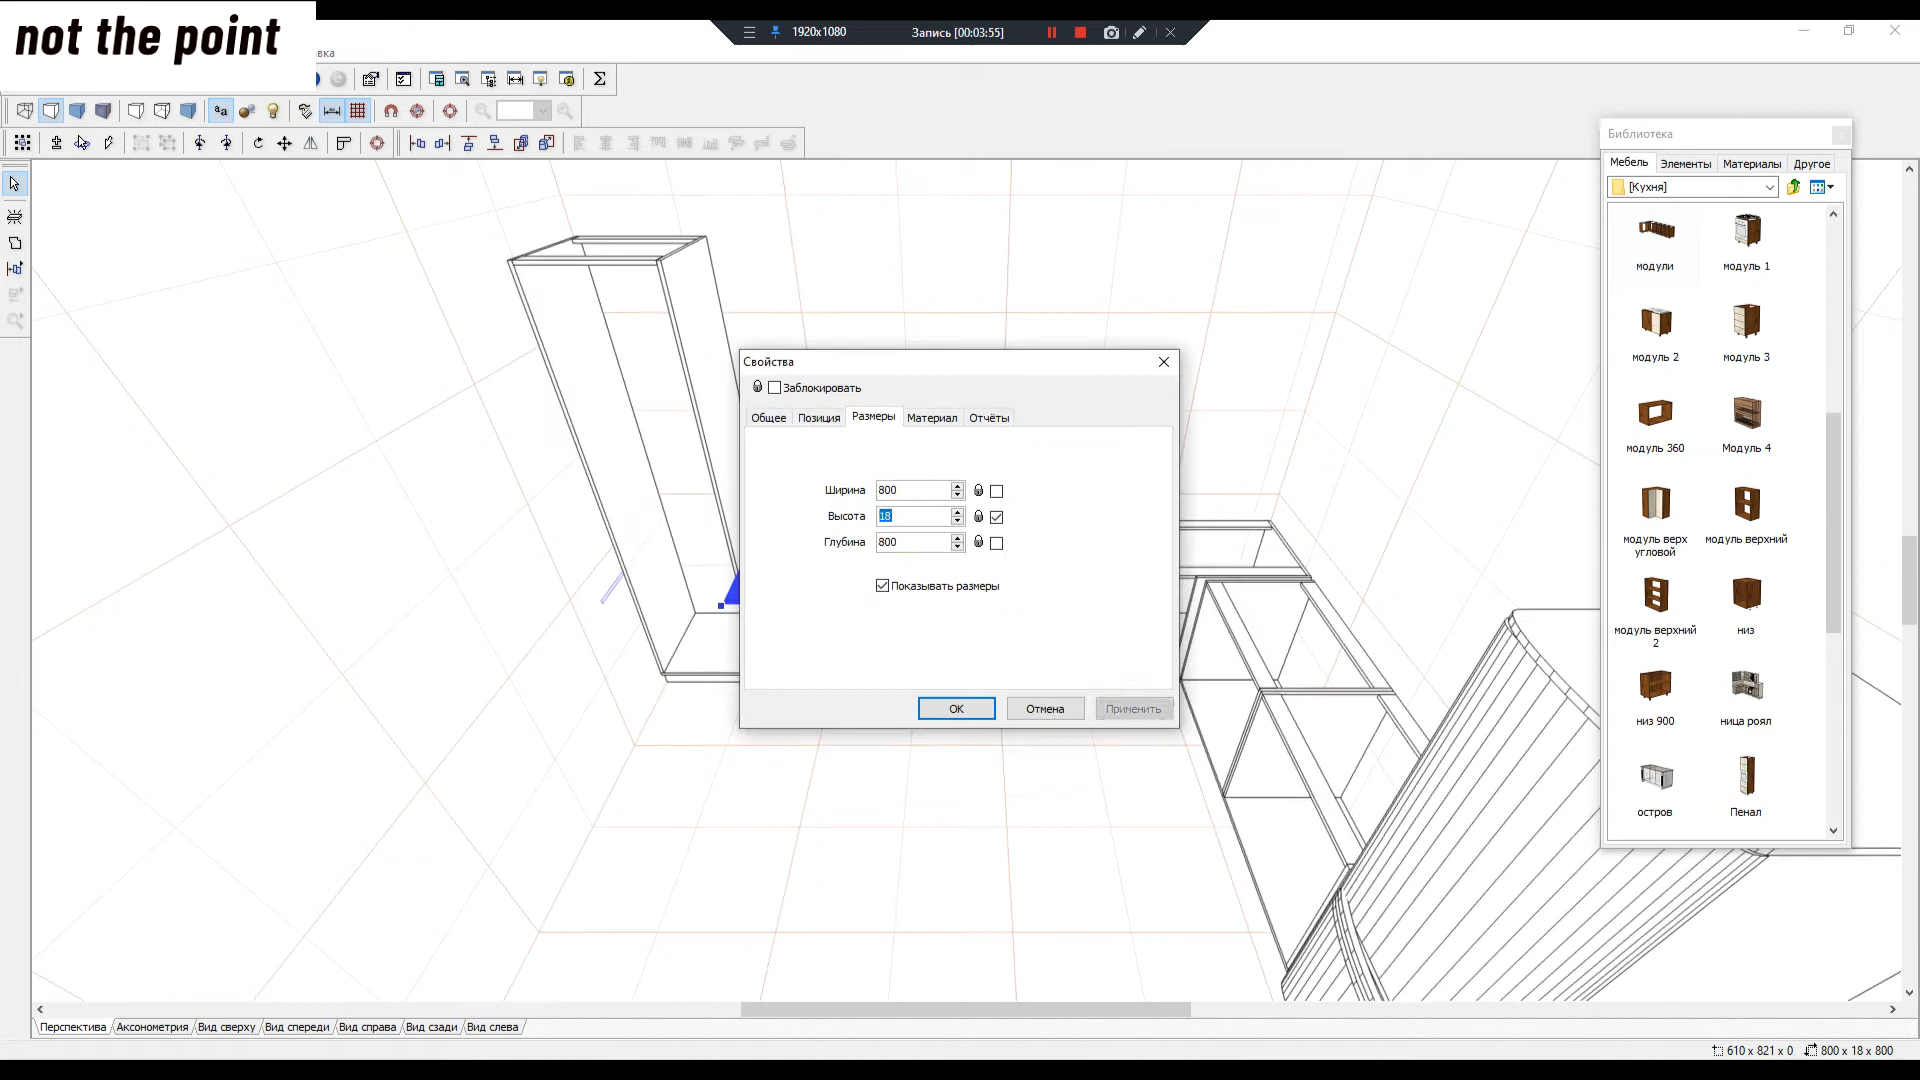 not the point
1920x1080
Запись [00:03:55]
вка
Библиотека
Мебель Элементы Материалы Другое
[Кухня]
модули модуль 1
модуль 2 модуль 3
модуль 360 Модуль 4
модуль верх угловой модуль верхний
модуль верхний 2 низ
низ 900 ница роял
остров Пенал
Свойства
Заблокировать
Общее Позиция Размеры Материал Отчёты
Ширина 800
Высота 18
Глубина 800
Показывать размеры
OK Отмена Применить
Перспектива Аксонометрия Вид сверху Вид спереди Вид справа Вид сзади Вид слева
610 x 821 x 0 800 x 18 x 800